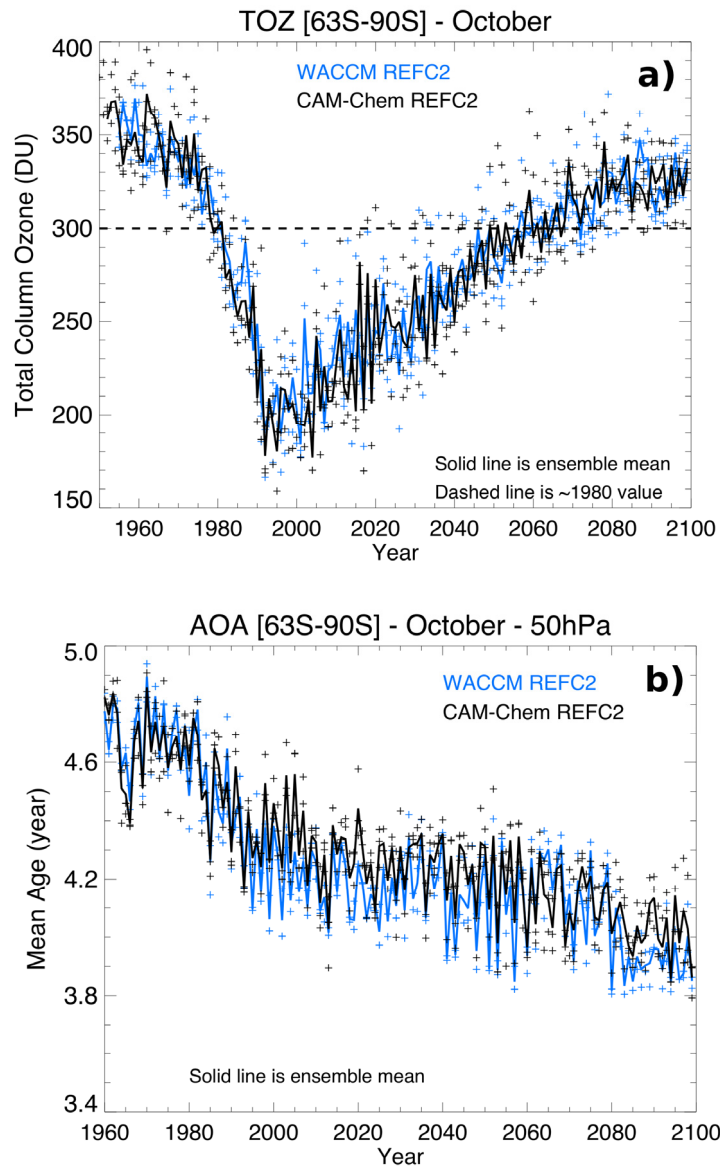 TOZ [63S-90S] - October
400
350
300
250
200
150
Total Column Ozone (DU)
WACCM REFC2
CAM-Chem REFC2
a)
Solid line is ensemble mean
Dashed line is ~1980 value
1960 1980 2000 2020 2040 2060 2080 2100
Year
AOA [63S-90S] - October - 50hPa
5.0
4.6
4.2
3.8
3.4
Mean Age (year)
WACCM REFC2
CAM-Chem REFC2
b)
Solid line is ensemble mean
1960 1980 2000 2020 2040 2060 2080 2100
Year